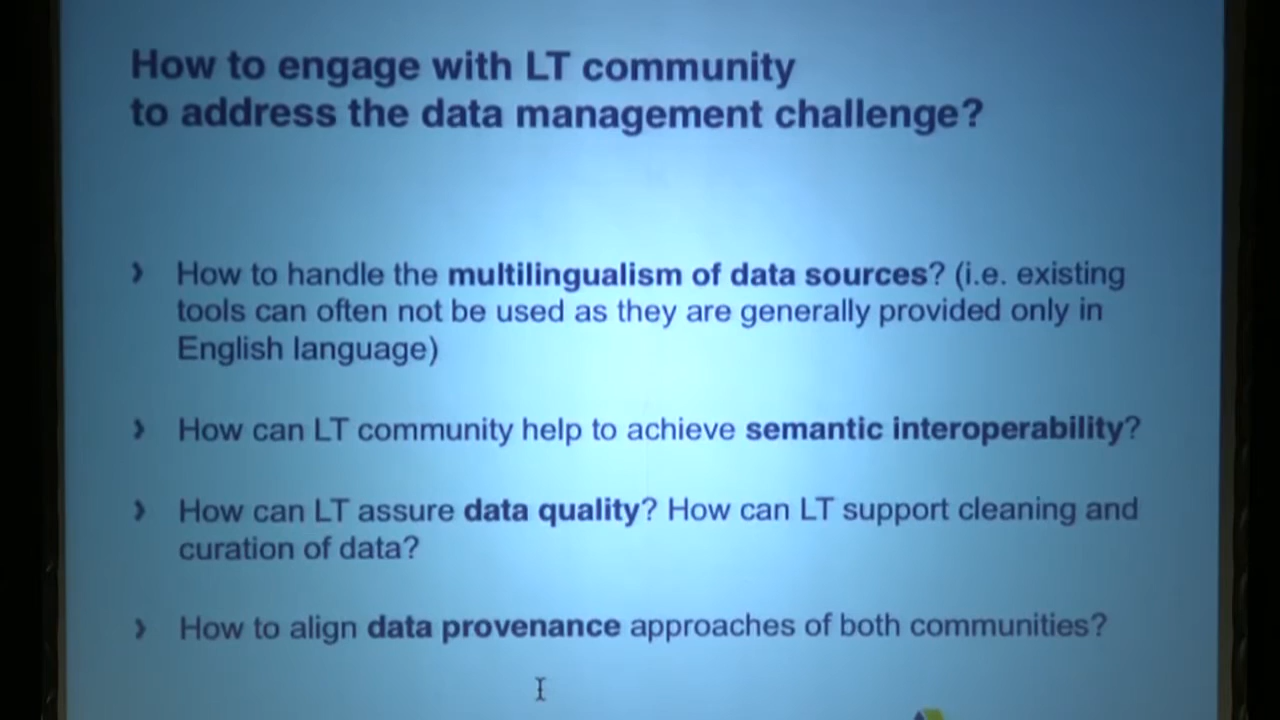 How to engage with LT community
to address the data management challenge?
› How to handle the multilingualism of data sources? (i.e. existing
tools can often not be used as they are generally provided only in
English language)
› How can LT community help to achieve semantic interoperability?
› How can LT assure data quality? How can LT support cleaning and
curation of data?
› How to align data provenance approaches of both communities?